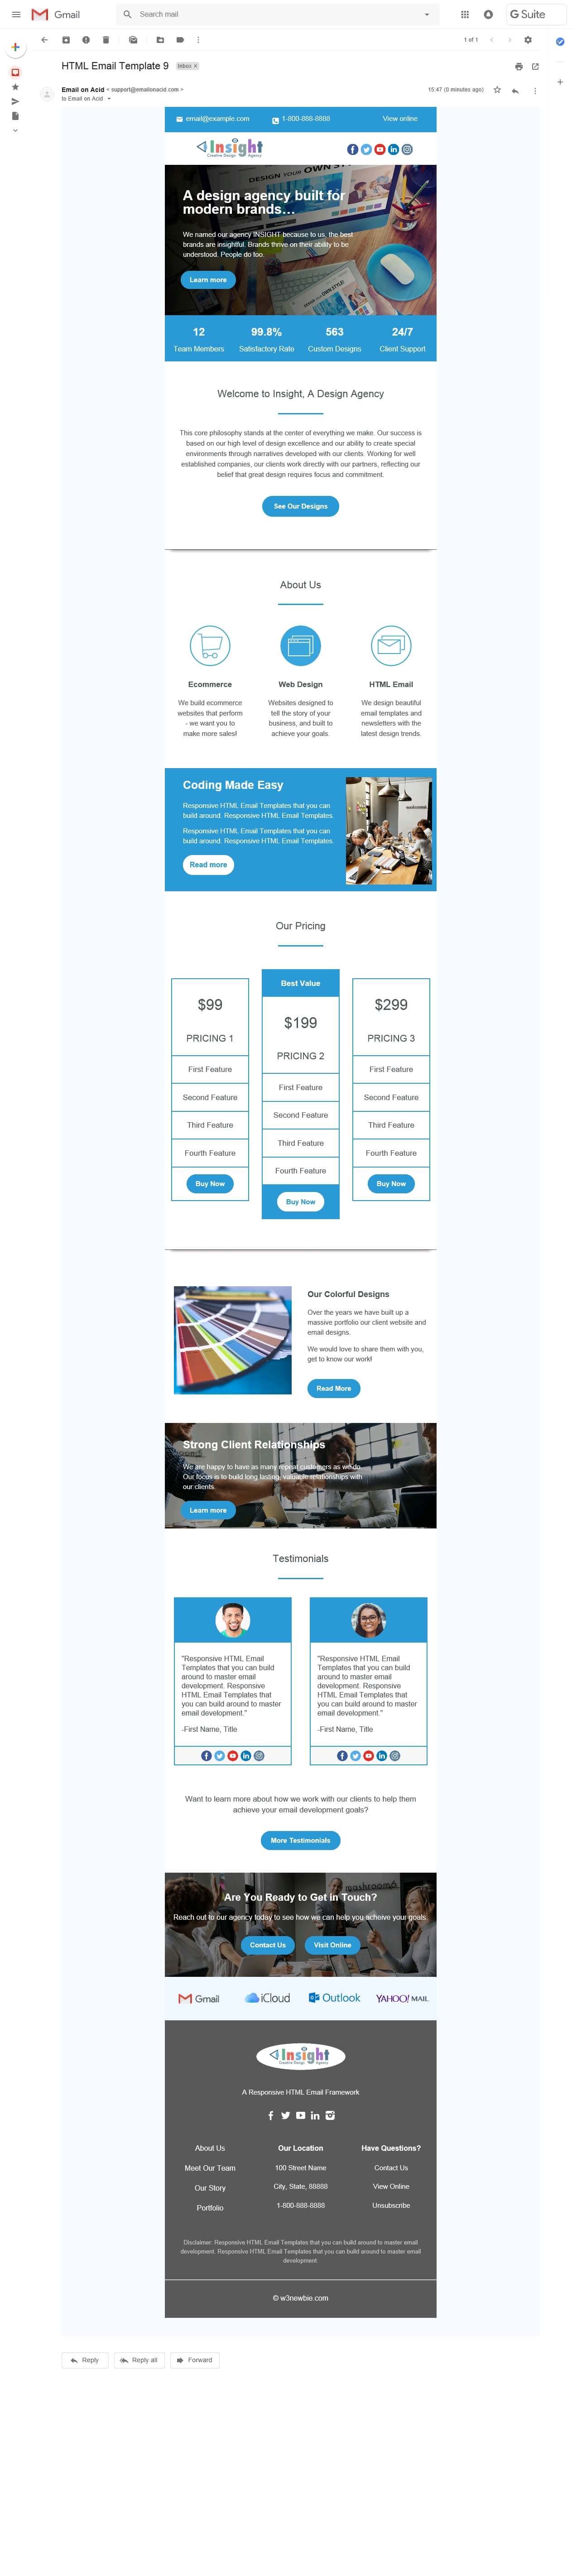 Gmail
Search mail
G Suite
1 of 1
HTML Email Template 9
Inbox x
Email on Acid < support@emailonacid.com >
15:47 (0 minutes ago)
to Email on Acid
email@example.com
1-800-888-8888
View online
Insight
Creative Design Agency
A design agency built for
modern brands…
We named our agency INSIGHT because to us, the best
brands are insightful. Brands thrive on their ability to be
understood. People do too.
Learn more
12
99.8%
563
24/7
Team Members
Satisfactory Rate
Custom Designs
Client Support
Welcome to Insight, A Design Agency
This core philosophy stands at the center of everything we make. Our success is
based on our high level of design excellence and our ability to create special
environments through narratives developed with our clients. Working for well
established companies, our clients work directly with our partners, reflecting our
belief that great design requires focus and commitment.
See Our Designs
About Us
Ecommerce
We build ecommerce
websites that perform
- we want you to
make more sales!
Web Design
Websites designed to
tell the story of your
business, and built to
achieve your goals.
HTML Email
We design beautiful
email templates and
newsletters with the
latest design trends.
Coding Made Easy
Responsive HTML Email Templates that you can
build around. Responsive HTML Email Templates.
Responsive HTML Email Templates that you can
build around. Responsive HTML Email Templates.
Read more
Our Pricing
$99
PRICING 1
First Feature
Second Feature
Third Feature
Fourth Feature
Buy Now
Best Value
$199
PRICING 2
First Feature
Second Feature
Third Feature
Fourth Feature
Buy Now
$299
PRICING 3
First Feature
Second Feature
Third Feature
Fourth Feature
Buy Now
Our Colorful Designs
Over the years we have built up a
massive portfolio our client website and
email designs.
We would love to share them with you,
get to know our work!
Read More
Strong Client Relationships
We are happy to have as many repeat customers as we do.
Our focus is to build long lasting, valuable relationships with
our clients.
Learn more
Testimonials
"Responsive HTML Email
Templates that you can build
around to master email
development. Responsive
HTML Email Templates that
you can build around to master
email development."
-First Name, Title
"Responsive HTML Email
Templates that you can build
around to master email
development. Responsive
HTML Email Templates that
you can build around to master
email development."
-First Name, Title
Want to learn more about how we work with our clients to help them
achieve your email development goals?
More Testimonials
Are You Ready to Get in Touch?
Reach out to our agency today to see how we can help you acheive your goals.
Contact Us
Visit Online
Gmail
iCloud
Outlook
YAHOO! MAIL
Insight
Creative Design Agency
A Responsive HTML Email Framework
About Us
Meet Our Team
Our Story
Portfolio
Our Location
100 Street Name
City, State, 88888
1-800-888-8888
Have Questions?
Contact Us
View Online
Unsubscribe
Disclaimer: Responsive HTML Email Templates that you can build around to master email
development. Responsive HTML Email Templates that you can build around to master email
development.
© w3newbie.com
Reply
Reply all
Forward